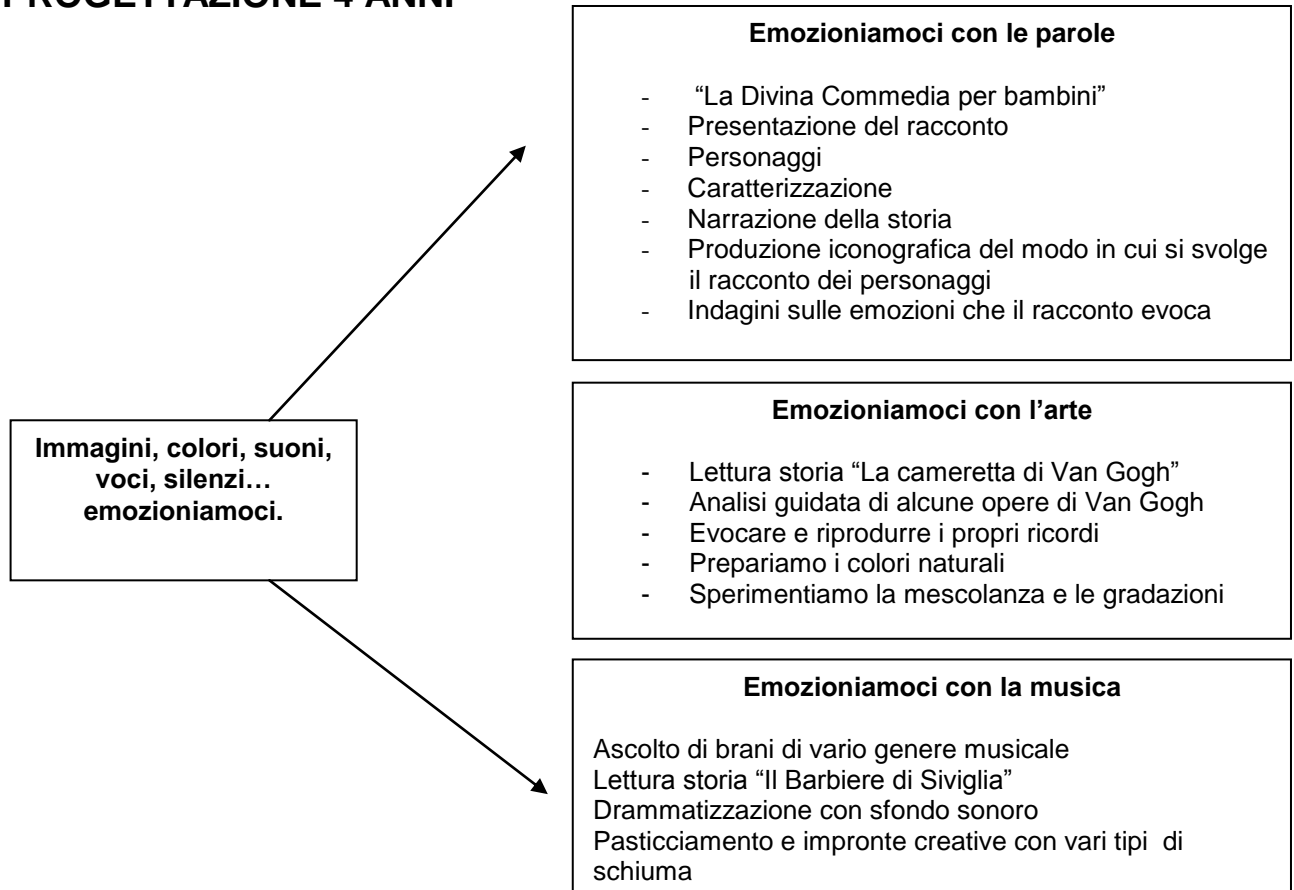 PROGETTAZIONE 4 ANNI
Emozioniamoci con le parole
- “La Divina Commedia per bambini”
- Presentazione del racconto
- Personaggi
- Caratterizzazione
- Narrazione della storia
- Produzione iconografica del modo in cui si svolge
il racconto dei personaggi
- Indagini sulle emozioni che il racconto evoca
Immagini, colori, suoni,
voci, silenzi…
emozioniamoci.
Emozioniamoci con l’arte
- Lettura storia “La cameretta di Van Gogh”
- Analisi guidata di alcune opere di Van Gogh
- Evocare e riprodurre i propri ricordi
- Prepariamo i colori naturali
- Sperimentiamo la mescolanza e le gradazioni
Emozioniamoci con la musica
Ascolto di brani di vario genere musicale
Lettura storia “Il Barbiere di Siviglia”
Drammatizzazione con sfondo sonoro
Pasticciamento e impronte creative con vari tipi di
schiuma